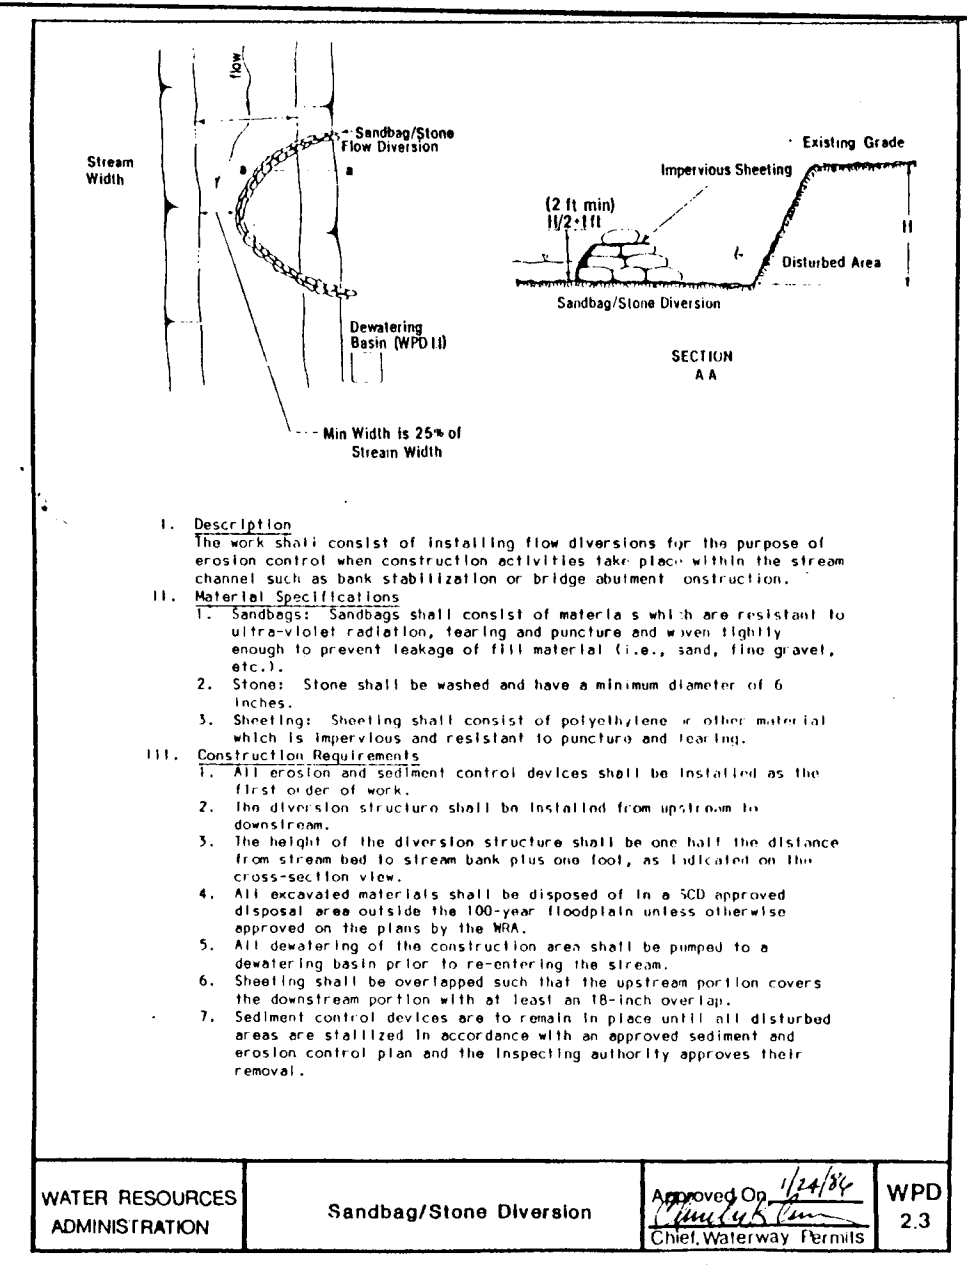 flow
Sandbag/Stone
Flow Diversion
Stream
Width
a
a
Dewatering
Basin (WPD 1.1)
Min Width is 25% of
Stream Width
Existing Grade
Impervious Sheeting
(2 ft min)
H/2+1ft
H
Disturbed Area
Sandbag/Stone Diversion
SECTION
A A
I. Description
The work shall consist of installing flow diversions for the purpose of
erosion control when construction activities take place within the stream
channel such as bank stabilization or bridge abutment onstruction.
II. Material Specifications
1. Sandbags: Sandbags shall consist of materia s which are resistant to
ultra-violet radiation, tearing and puncture and woven tightly
enough to prevent leakage of fill material (i.e., sand, fine gravel,
etc.).
2. Stone: Stone shall be washed and have a minimum diameter of 6
inches.
3. Sheeting: Sheeting shall consist of polyethylene or other material
which is impervious and resistant to puncture and tearing.
III. Construction Requirements
1. All erosion and sediment control devices shall be installed as the
first order of work.
2. The diversion structure shall be installed from upstream to
downstream.
3. The height of the diversion structure shall be one half the distance
from stream bed to stream bank plus one foot, as indicated on the
cross-section view.
4. All excavated materials shall be disposed of in a SCD approved
disposal area outside the 100-year floodplain unless otherwise
approved on the plans by the WRA.
5. All dewatering of the construction area shall be pumped to a
dewatering basin prior to re-entering the stream.
6. Sheeting shall be overlapped such that the upstream portion covers
the downstream portion with at least an 18-inch overlap.
7. Sediment control devices are to remain in place until all disturbed
areas are stallized in accordance with an approved sediment and
erosion control plan and the inspecting authority approves their
removal.
WATER RESOURCES
ADMINISTRATION
Sandbag/Stone Diversion
Approved On 1/24/86
Chief, Waterway Permits
WPD
2.3